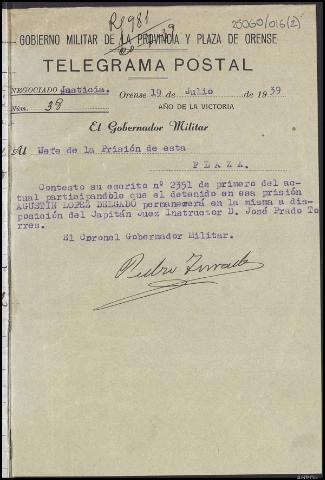 R/981
25060/016(2)
GOBIERNO MILITAR DE LA PROVINCIA Y PLAZA DE ORENSE
TELEGRAMA POSTAL
NEGOCIADO Justicia.
Orense 19 de Julio de 1939
Núm. 38
AÑO DE LA VICTORIA
El Gobernador Militar
Al Jefe de la Prisión de esta
PLAZA.
Contesto su escrito nº 2351 de primero del ac-
tual participandole que el detenido en esa prisión
AGUSTIN LOPEZ DELGADO permanecerá en la misma a dis-
posición del Capitán Juez Instructor D. José Prado To-
rres.
El Coronel Gobernador Militar.